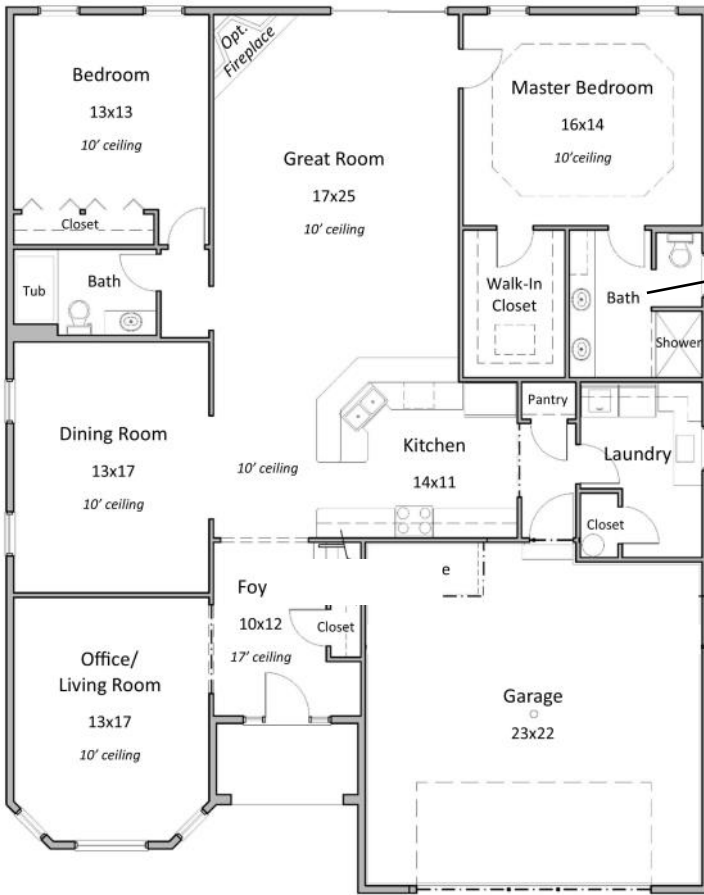 Bedroom
13x13
10' ceiling
Closet
Opt.
Fireplace
Great Room
17x25
10' ceiling
Master Bedroom
16x14
10'ceiling
Tub
Bath
Walk-In
Closet
Bath
Shower
Dining Room
13x17
10' ceiling
10' ceiling
Kitchen
14x11
Pantry
Laundry
Closet
Foy
10x12
17' ceiling
Closet
e
Office/
Living Room
13x17
10' ceiling
Garage
23x22